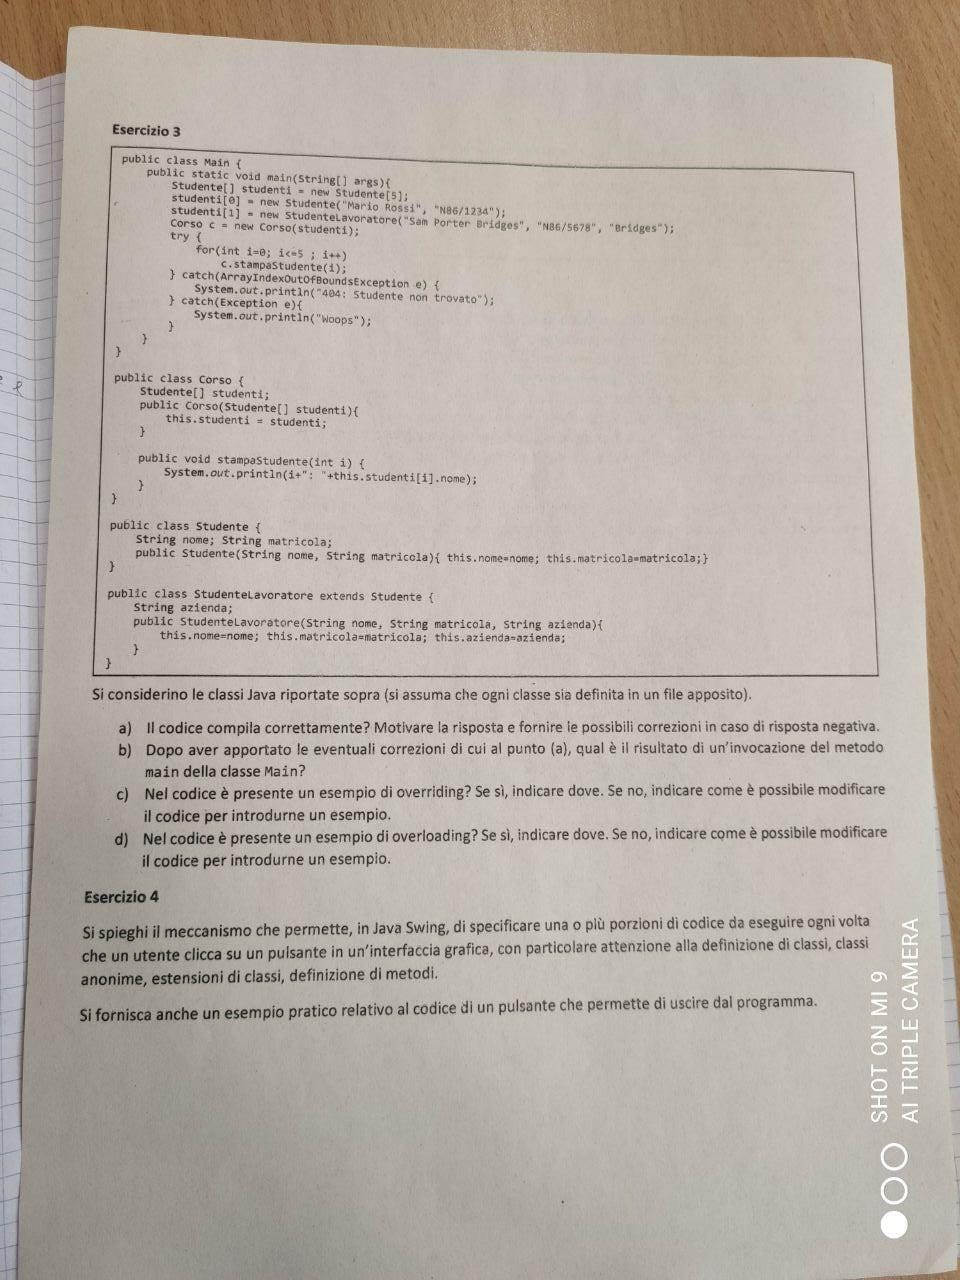 Esercizio 3
public class Main {
public static void main(String[] args){
Studente[] studenti = new Studente[5];
studenti[0] = new Studente("Mario Rossi", "N86/1234");
studenti[1] = new StudenteLavoratore("Sam Porter Bridges", "N86/5678", "Bridges");
Corso c = new Corso(studenti);
try {
for(int i=0; i<=5 ; i++)
c.stampaStudente(i);
} catch(ArrayIndexOutOfBoundsException e) {
System.out.println("404: Studente non trovato");
} catch(Exception e){
System.out.println("Woops");
}
}
}
public class Corso {
Studente[] studenti;
public Corso(Studente[] studenti){
this.studenti = studenti;
}
public void stampaStudente(int i) {
System.out.println(i+": "+this.studenti[i].nome);
}
}
public class Studente {
String nome; String matricola;
public Studente(String nome, String matricola){ this.nome=nome; this.matricola=matricola;}
}
public class StudenteLavoratore extends Studente {
String azienda;
public StudenteLavoratore(String nome, String matricola, String azienda){
this.nome=nome; this.matricola=matricola; this.azienda=azienda;
}
}
Si considerino le classi Java riportate sopra (si assuma che ogni classe sia definita in un file apposito).
a) Il codice compila correttamente? Motivare la risposta e fornire le possibili correzioni in caso di risposta negativa.
b) Dopo aver apportato le eventuali correzioni di cui al punto (a), qual è il risultato di un'invocazione del metodo
main della classe Main?
c) Nel codice è presente un esempio di overriding? Se sì, indicare dove. Se no, indicare come è possibile modificare
il codice per introdurne un esempio.
d) Nel codice è presente un esempio di overloading? Se sì, indicare dove. Se no, indicare come è possibile modificare
il codice per introdurne un esempio.
Esercizio 4
Si spieghi il meccanismo che permette, in Java Swing, di specificare una o più porzioni di codice da eseguire ogni volta
che un utente clicca su un pulsante in un'interfaccia grafica, con particolare attenzione alla definizione di classi, classi
anonime, estensioni di classi, definizione di metodi.
Si fornisca anche un esempio pratico relativo al codice di un pulsante che permette di uscire dal programma.
SHOT ON MI 9
AI TRIPLE CAMERA